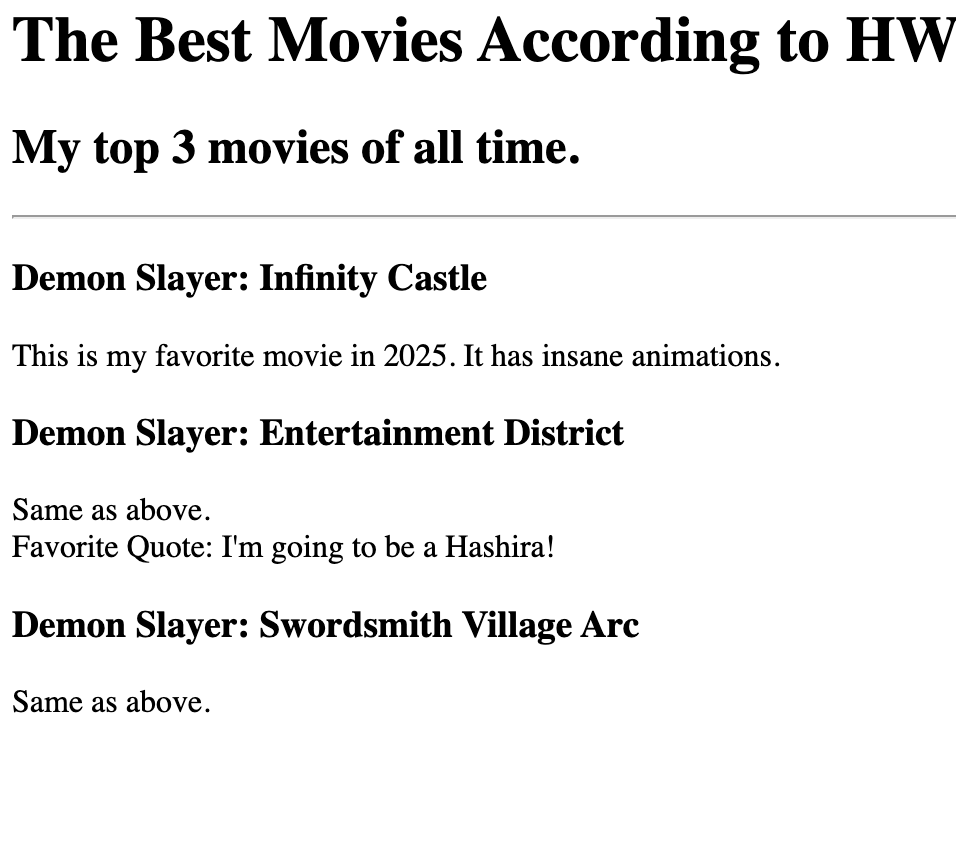 The Best Movies According to HW
My top 3 movies of all time.
Demon Slayer: Infinity Castle
This is my favorite movie in 2025. It has insane animations.
Demon Slayer: Entertainment District
Same as above.
Favorite Quote: I'm going to be a Hashira!
Demon Slayer: Swordsmith Village Arc
Same as above.